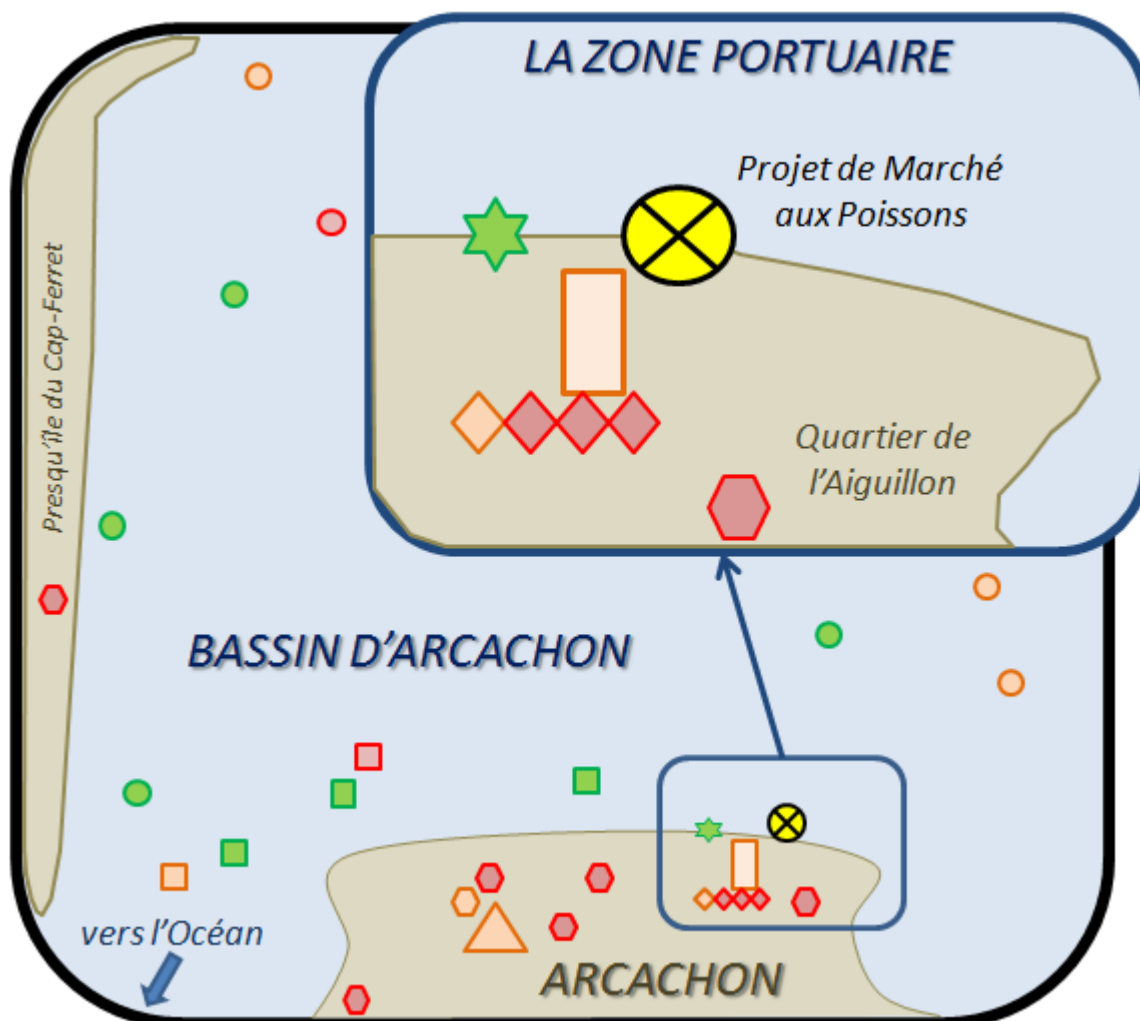 LA ZONE PORTUAIRE
Projet de Marché
aux Poissons
Quartier de
l'Aiguillon
Presqu'île du Cap-Ferret
BASSIN D'ARCACHON
vers l'Océan
ARCACHON